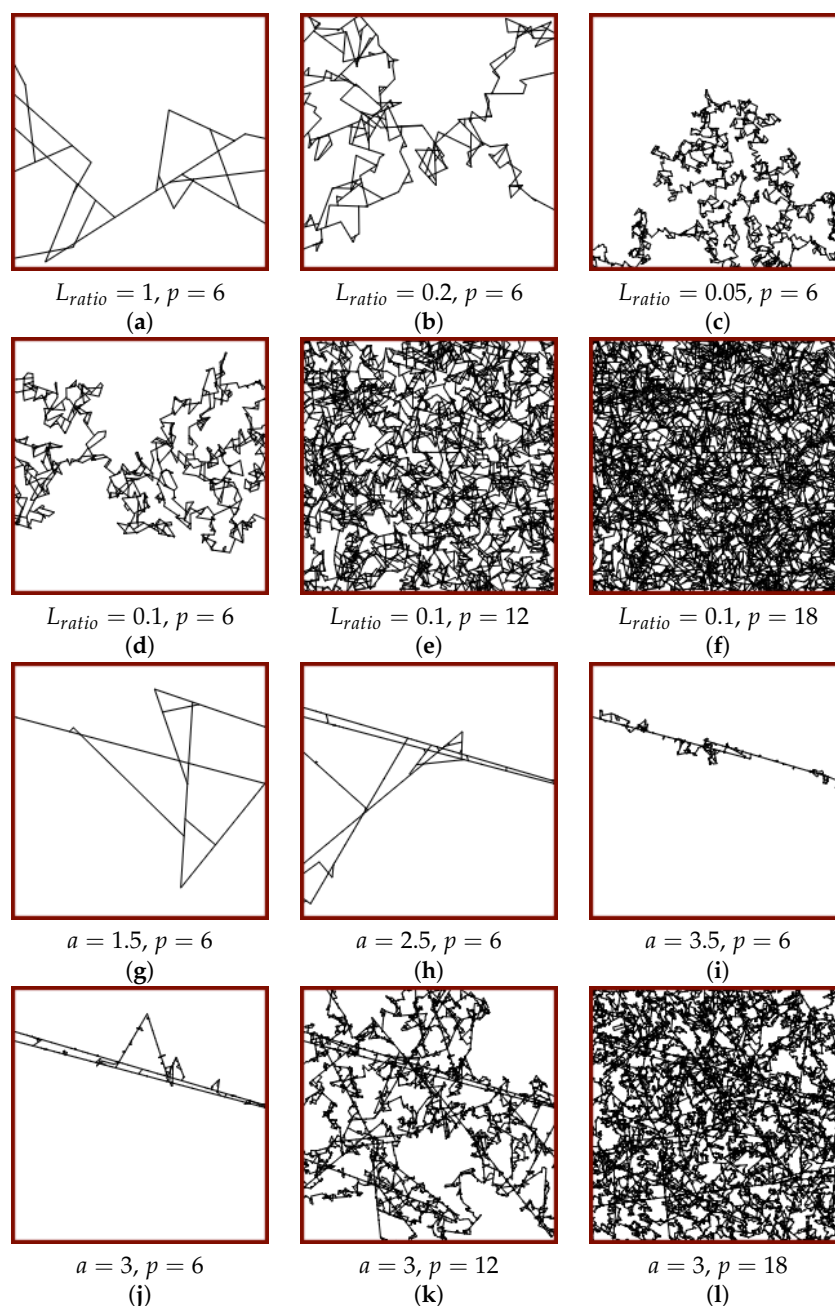 L_ratio = 1, p = 6 L_ratio = 0.2, p = 6 L_ratio = 0.05, p = 6
(a) (b) (c)
L_ratio = 0.1, p = 6 L_ratio = 0.1, p = 12 L_ratio = 0.1, p = 18
(d) (e) (f)
a = 1.5, p = 6 a = 2.5, p = 6 a = 3.5, p = 6
(g) (h) (i)
a = 3, p = 6 a = 3, p = 12 a = 3, p = 18
(j) (k) (l)